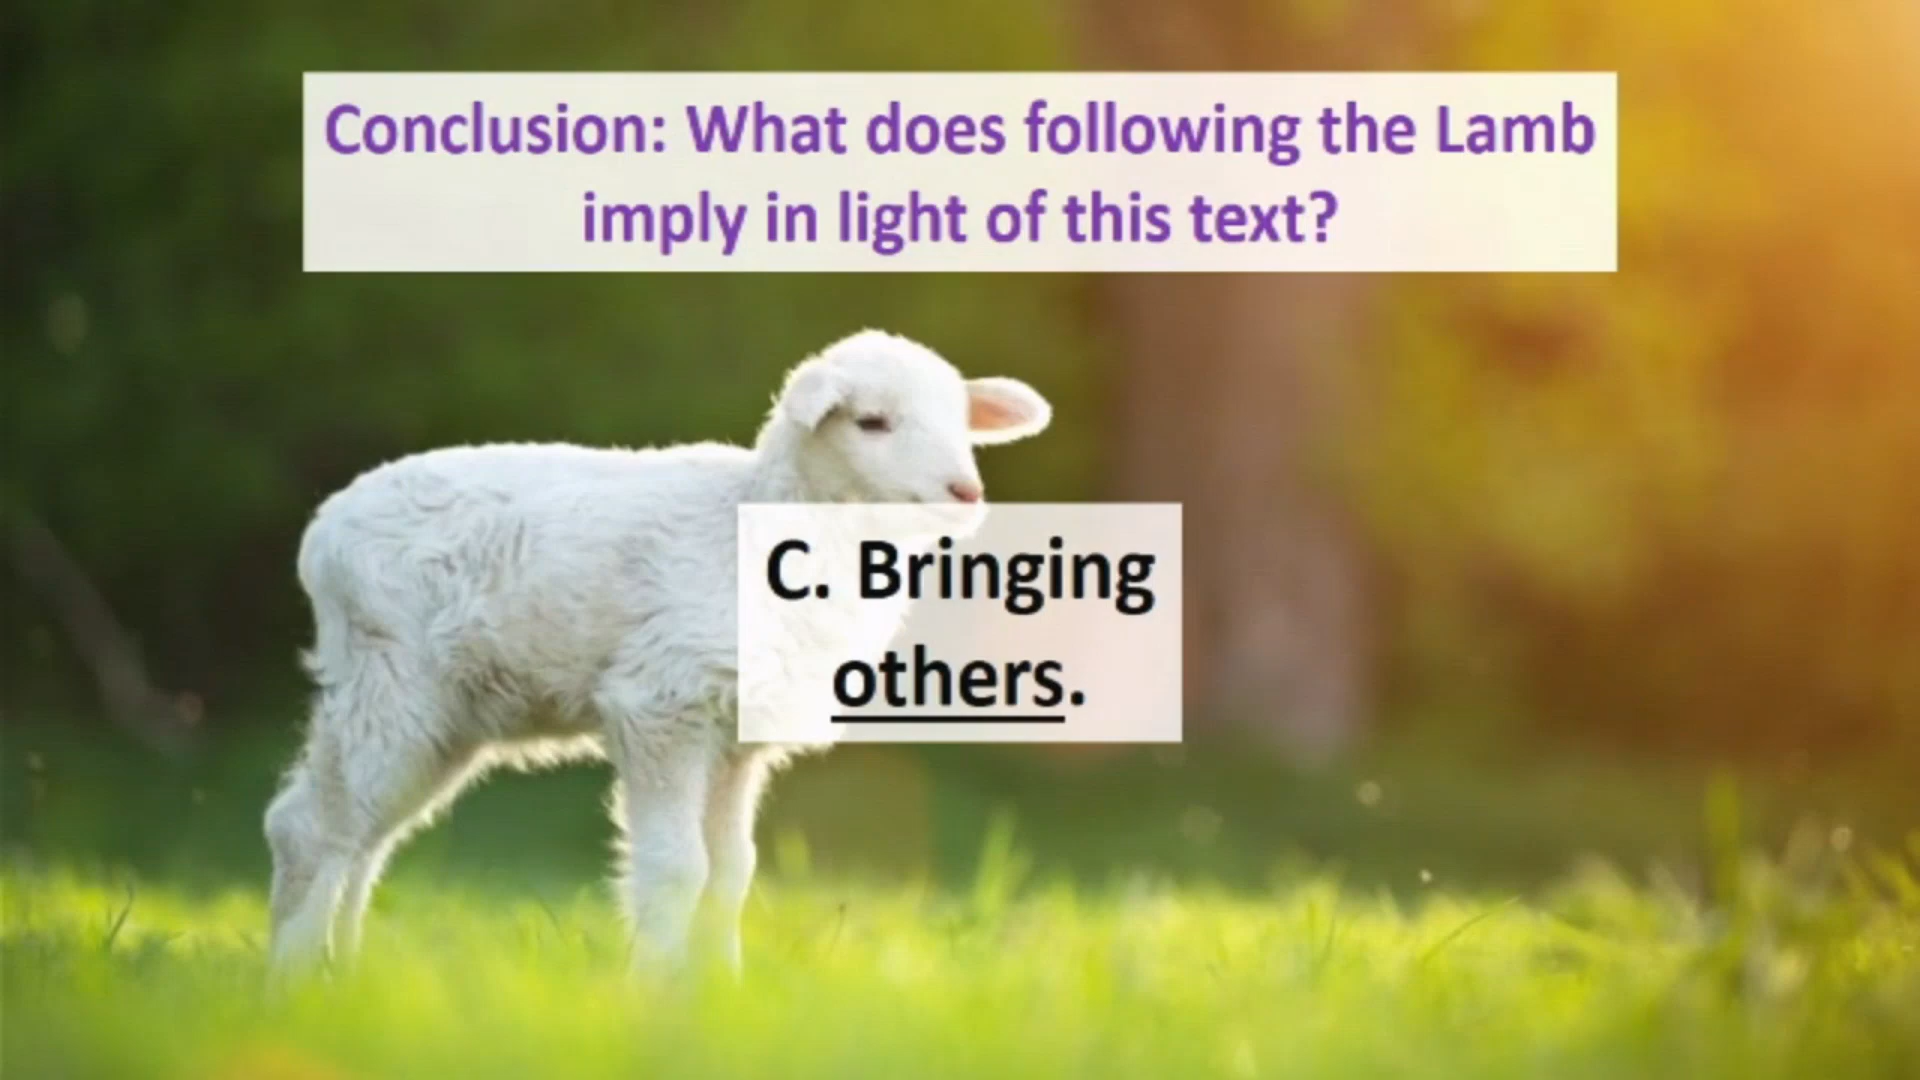 Conclusion: What does following the Lamb
imply in light of this text?
C. Bringing
others.